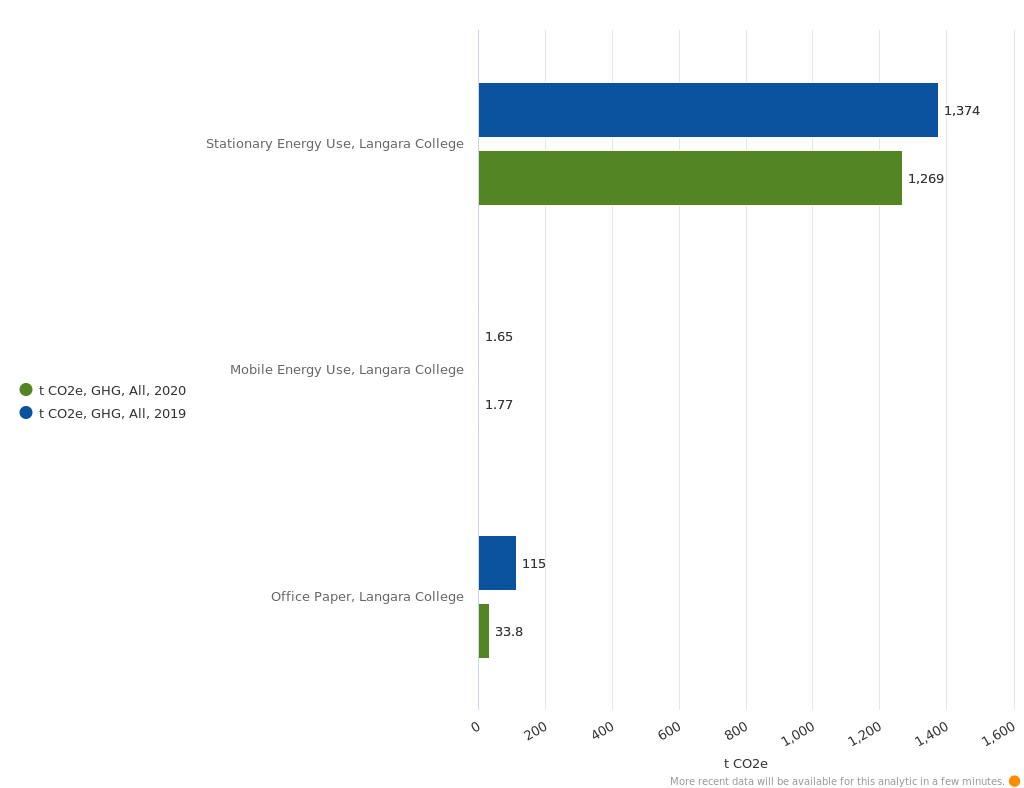 1,374
Stationary Energy Use, Langara College
1,269
1.65
Mobile Energy Use, Langara College
t CO2e, GHG, All, 2020
1.77
t CO2e, GHG, All, 2019
115
Office Paper, Langara College
33.8
0 200 400 600 800 1,000 1,200 1,400 1,600
t CO2e
More recent data will be available for this analytic in a few minutes.